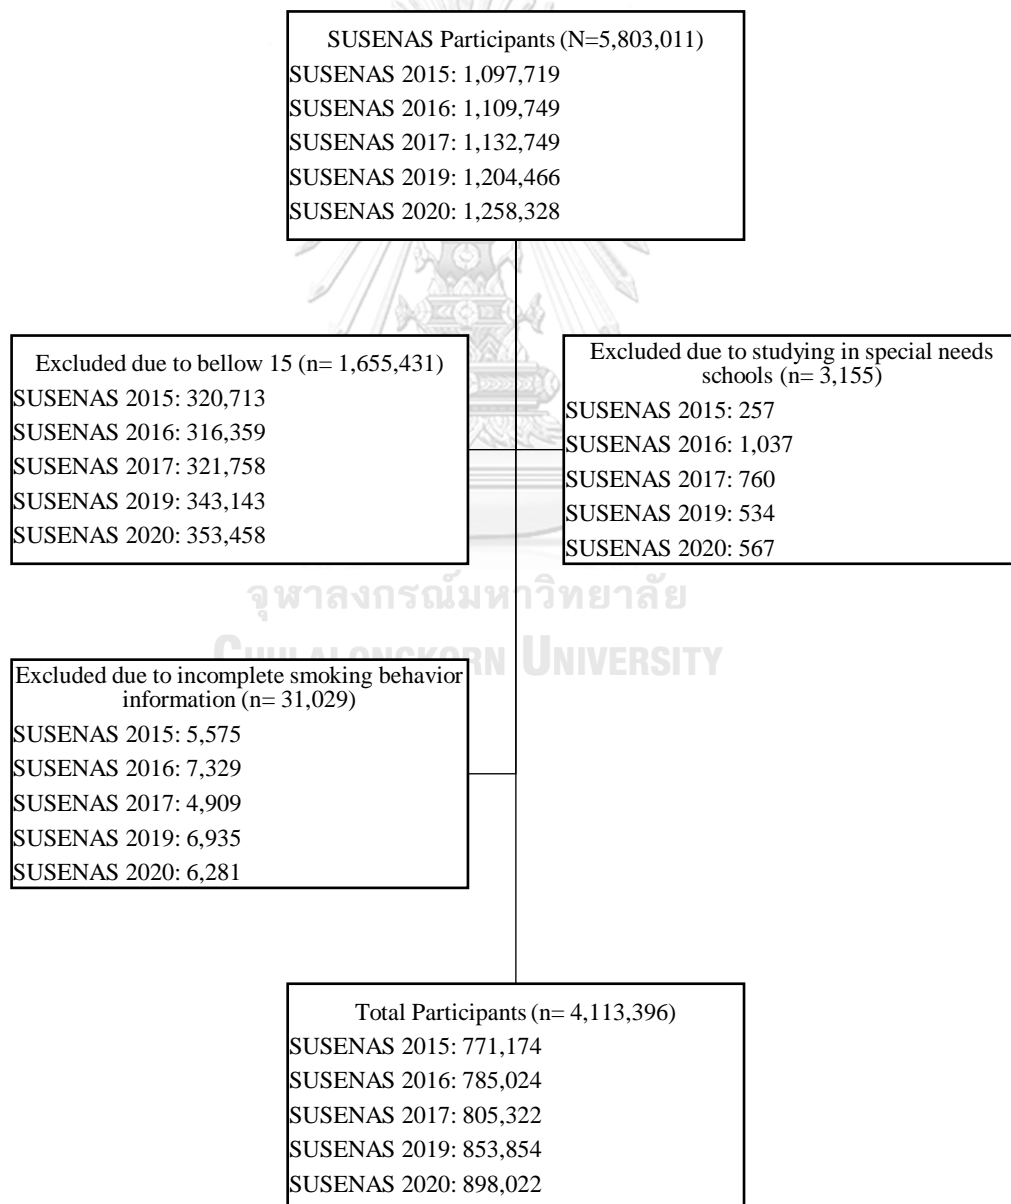 SUSENAS Participants (N=5,803,011)
SUSENAS 2015: 1,097,719
SUSENAS 2016: 1,109,749
SUSENAS 2017: 1,132,749
SUSENAS 2019: 1,204,466
SUSENAS 2020: 1,258,328
Excluded due to bellow 15 (n= 1,655,431)
SUSENAS 2015: 320,713
SUSENAS 2016: 316,359
SUSENAS 2017: 321,758
SUSENAS 2019: 343,143
SUSENAS 2020: 353,458
Excluded due to studying in special needs
schools (n= 3,155)
SUSENAS 2015: 257
SUSENAS 2016: 1,037
SUSENAS 2017: 760
SUSENAS 2019: 534
SUSENAS 2020: 567
จุฬาลงกรณ์มหาวิทยาลัย
CHULALONGKORN UNIVERSITY
Excluded due to incomplete smoking behavior
information (n= 31,029)
SUSENAS 2015: 5,575
SUSENAS 2016: 7,329
SUSENAS 2017: 4,909
SUSENAS 2019: 6,935
SUSENAS 2020: 6,281
Total Participants (n= 4,113,396)
SUSENAS 2015: 771,174
SUSENAS 2016: 785,024
SUSENAS 2017: 805,322
SUSENAS 2019: 853,854
SUSENAS 2020: 898,022